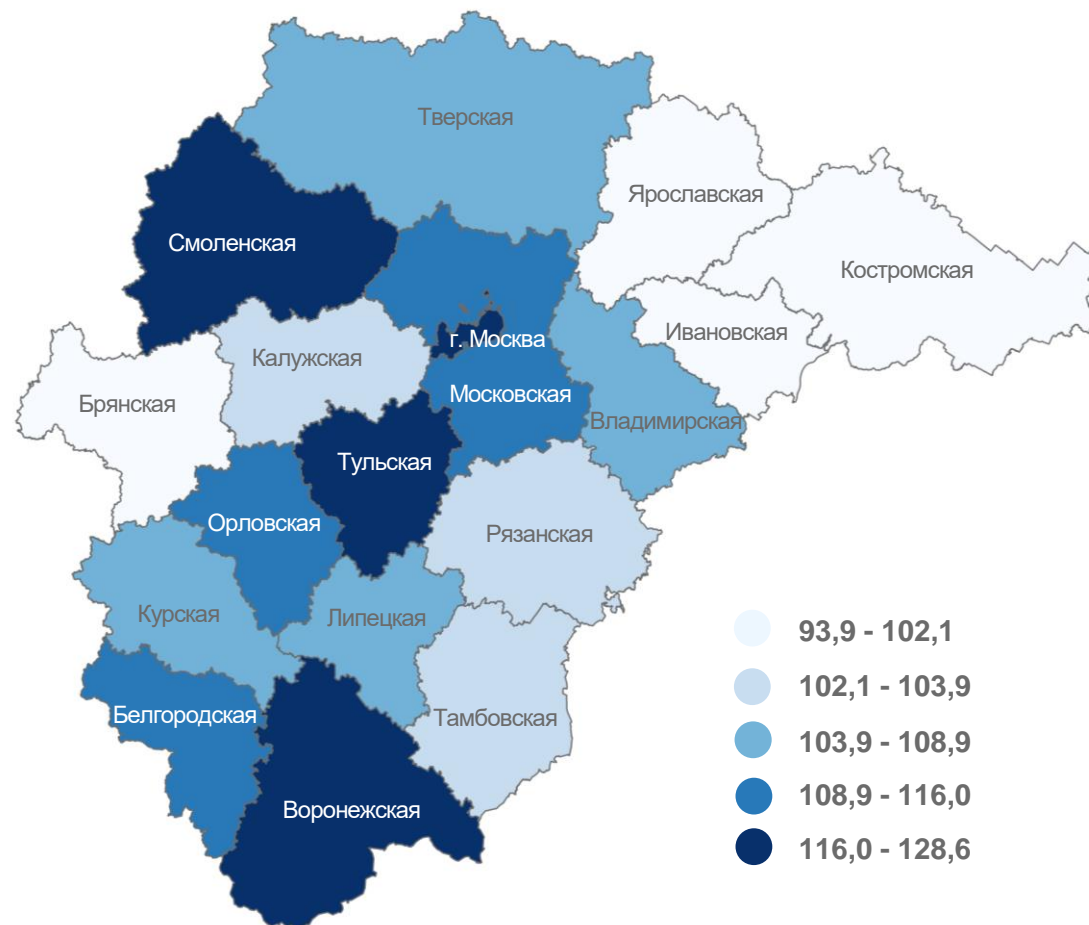 Тверская
Ярославская
Смоленская
Костромская
г. Москва
Ивановская
Калужская
Московская
Брянская
Владимирская
Тульская
Орловская
Рязанская
Курская
Липецкая
Белгородская
Тамбовская
Воронежская
93,9 - 102,1
102,1 - 103,9
103,9 - 108,9
108,9 - 116,0
116,0 - 128,6